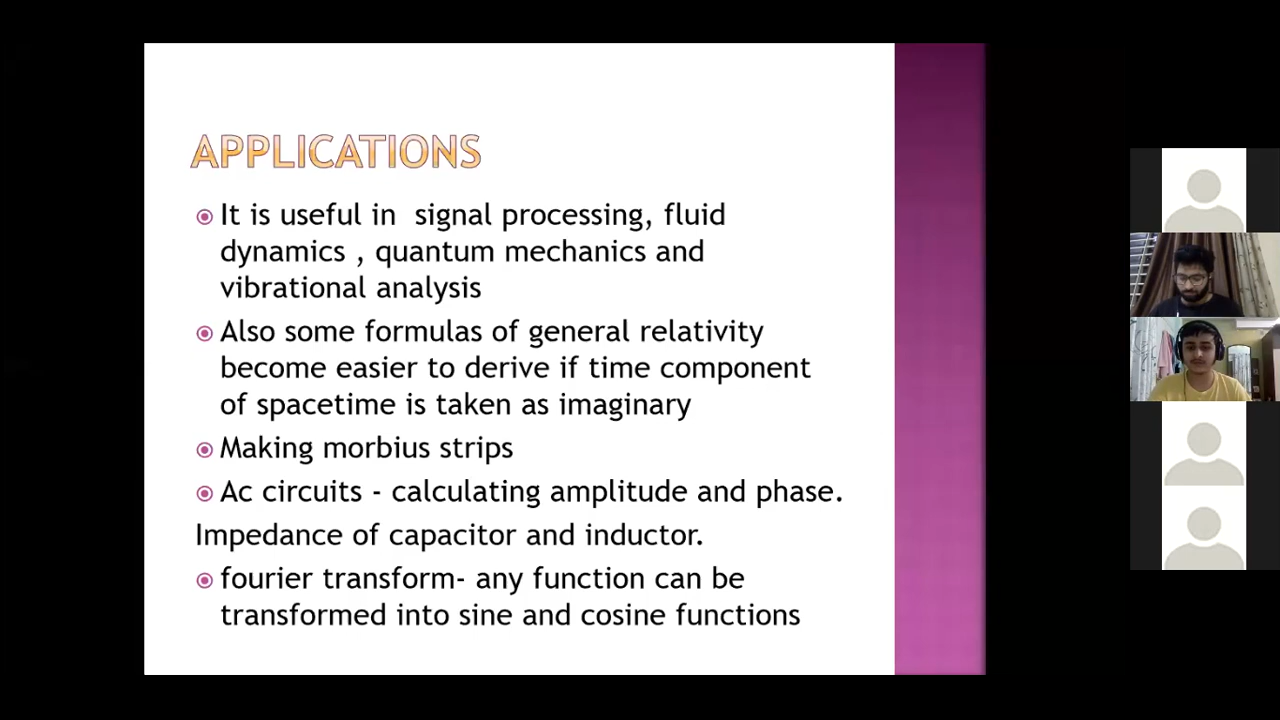 APPLICATIONS
It is useful in  signal processing, fluid
dynamics , quantum mechanics and
vibrational analysis
Also some formulas of general relativity
become easier to derive if time component
of spacetime is taken as imaginary
Making morbius strips
Ac circuits - calculating amplitude and phase.
Impedance of capacitor and inductor.
fourier transform- any function can be
transformed into sine and cosine functions